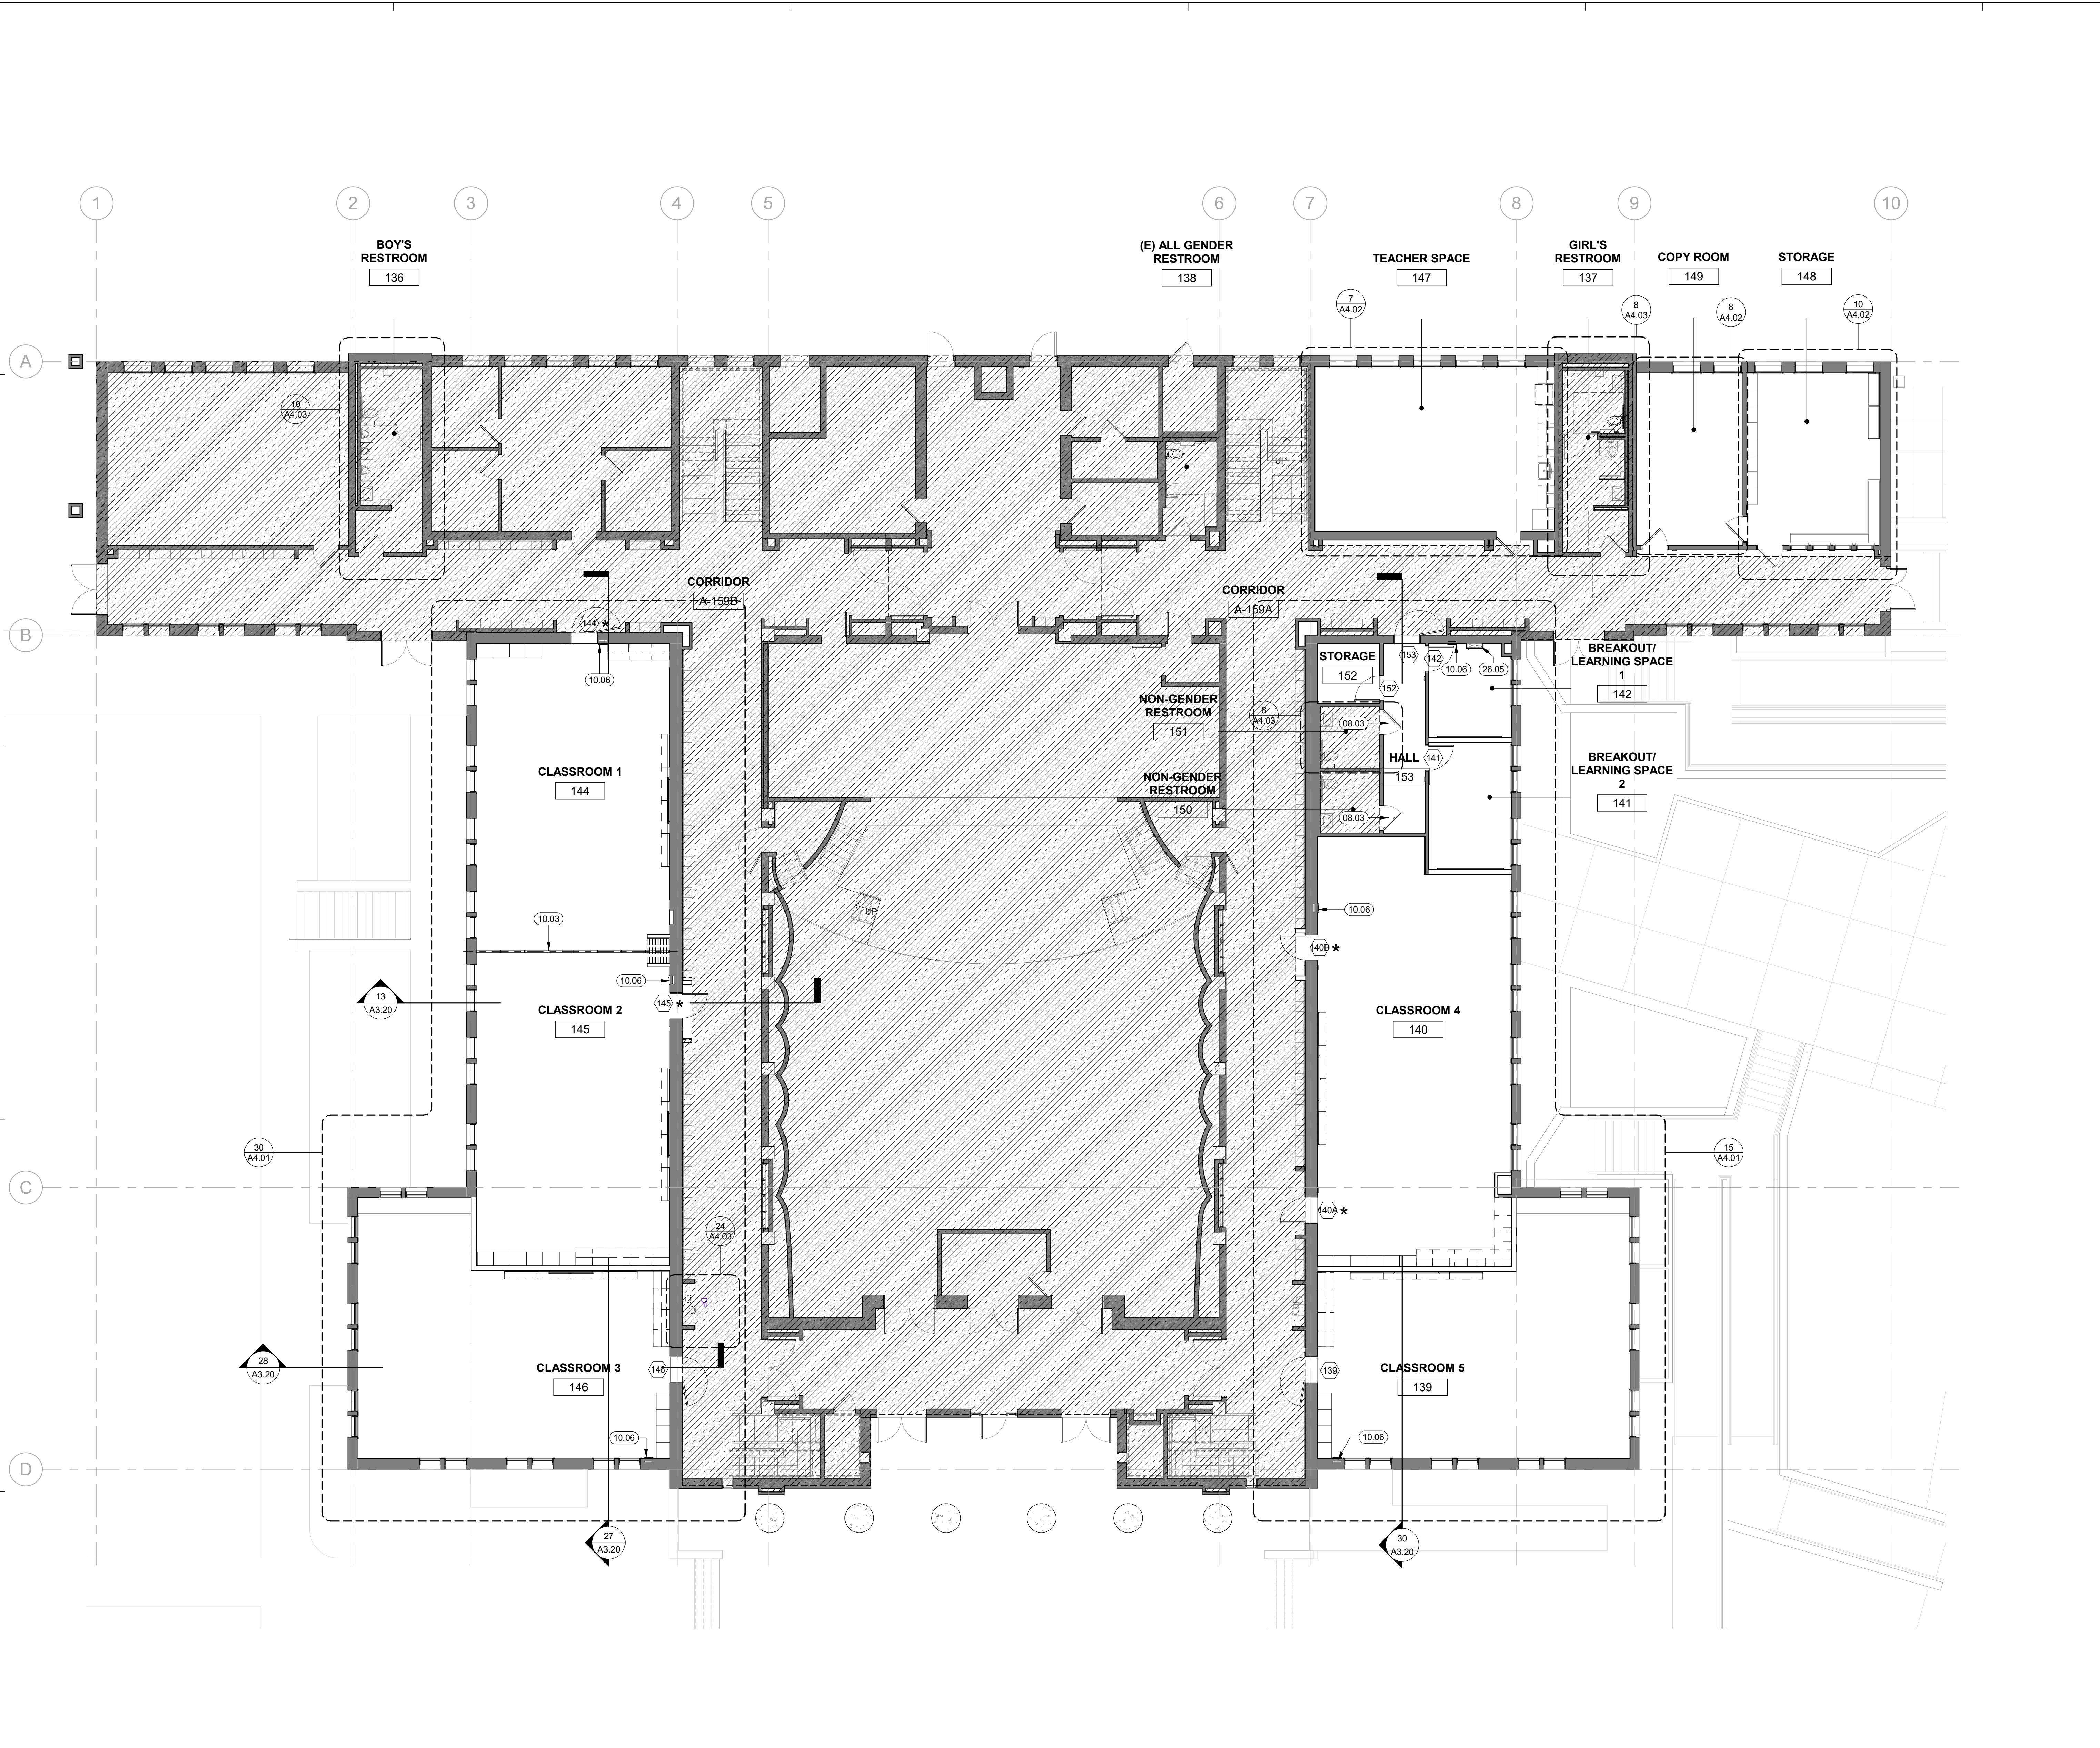 1
2
3
4
5
6
7
8
9
10
BOY'S
RESTROOM
136
(E) ALL GENDER
RESTROOM
138
TEACHER SPACE
147
GIRL'S
RESTROOM
137
COPY ROOM
149
STORAGE
148
7
A4.02
8
A4.03
8
A4.02
10
A4.02
A
10
A4.03
UP
B
CORRIDOR
A-159B
CORRIDOR
A-159A
144 *
10.06
STORAGE
152
153
142
10.06
26.05
BREAKOUT/
LEARNING SPACE
1
142
152
NON-GENDER
RESTROOM
151
6
A4.03
08.03
HALL
153
141
BREAKOUT/
LEARNING SPACE
2
141
NON-GENDER
RESTROOM
150
08.03
CLASSROOM 1
144
10.03
UP
10.06
140B *
10.06
13
A3.20
145 *
CLASSROOM 2
145
CLASSROOM 4
140
30
A4.01
15
A4.01
C
140A *
24
A4.03
DF
DF
28
A3.20
CLASSROOM 3
146
146
139
CLASSROOM 5
139
10.06
10.06
D
27
A3.20
30
A3.20